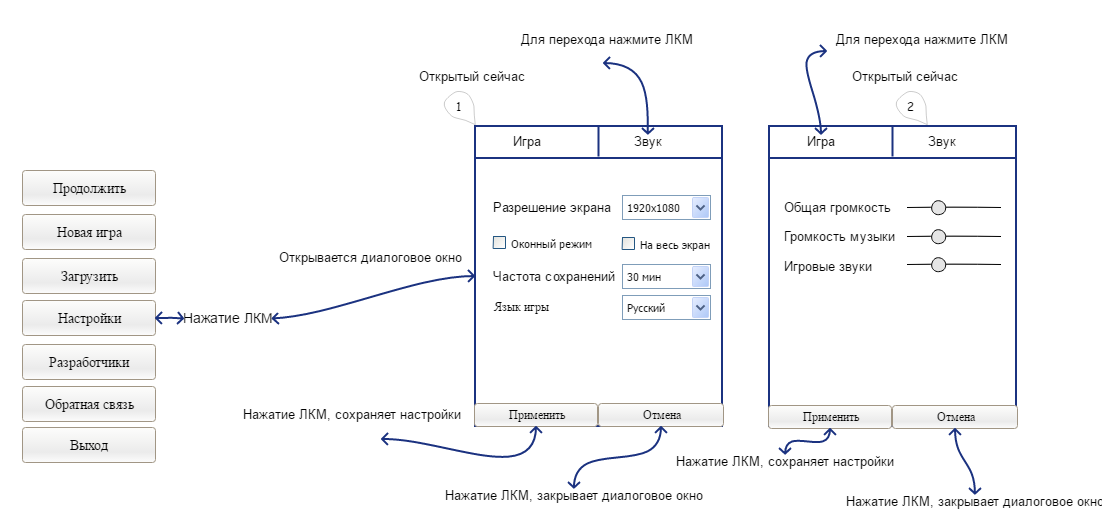 Для перехода нажмите ЛКМ
Для перехода нажмите ЛКМ
Открытый сейчас
Открытый сейчас
1
2
Игра
Звук
Игра
Звук
Продолжить
Новая игра
Загрузить
Настройки
Разработчики
Обратная связь
Выход
Нажатие ЛКМ
Открывается диалоговое окно
Разрешение экрана
1920x1080
Оконный режим
На весь экран
Частота сохранений
30 мин
Язык игры
Русский
Применить
Отмена
Общая громкость
Громкость музыки
Игровые звуки
Применить
Отмена
Нажатие ЛКМ, сохраняет настройки
Нажатие ЛКМ, закрывает диалоговое окно
Нажатие ЛКМ, сохраняет настройки
Нажатие ЛКМ, закрывает диалоговое окно